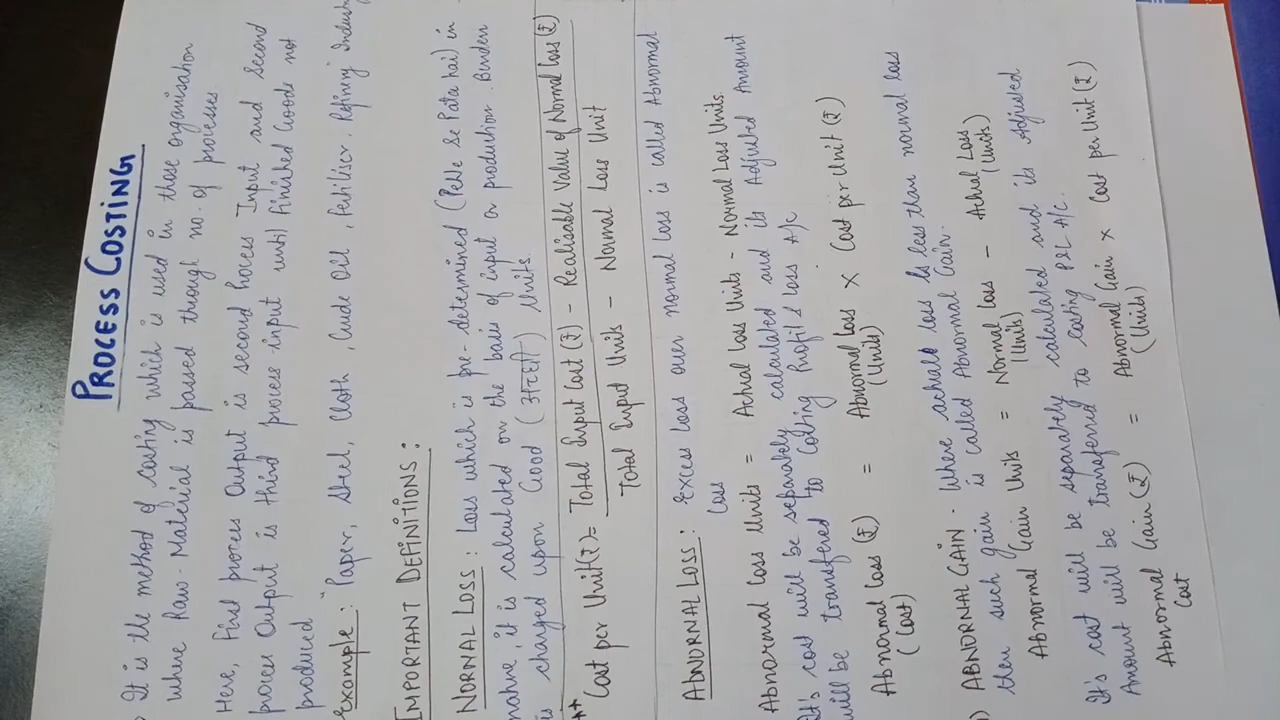 PROCESS COSTING
It is the method of costing which is used in those organisation
where Raw-Material is passed through no. of processes.
Here, First process Output is second process Input and second
process Output is third process input until Finished Goods not
produced
Example: "Paper, Steel, Cloth, Crude Oil, Fertiliser, Refining Industry
IMPORTANT DEFINITIONS:
NORMAL LOSS: Loss which is pre-determined (Pehle Se Pata hai) in
nature, it is calculated on the basis of input or production. Burden
is charged upon Good ( ) Units.
** Cost per Unit(₹) = Total Input Cost (₹) - Realisable Value of Normal Loss (₹)
Total Input Units - Normal Loss Unit
ABNORMAL LOSS: Excess Loss over normal loss is called Abnormal
Loss
Abnormal Loss Units = Actual Loss Units - Normal Loss Units
It's cost will be separately calculated and its Adjusted Amount
will be transfered to Costing Profit & Loss A/c
Abnormal Loss (₹) = Abnormal Loss × Cost per Unit (₹)
(Cost) (Units)
) ABNORMAL GAIN. Where actual loss is less than normal loss
then such gain is called Abnormal Gain.
Abnormal Gain Units = Normal Loss - Actual Loss
(Units) (Units)
It's cost will be separately calculated and its Adjusted
Amount will be transferred to costing P&L A/C.
Abnormal Gain (₹) = Abnormal Gain × Cost per Unit (₹)
Cost (Units)